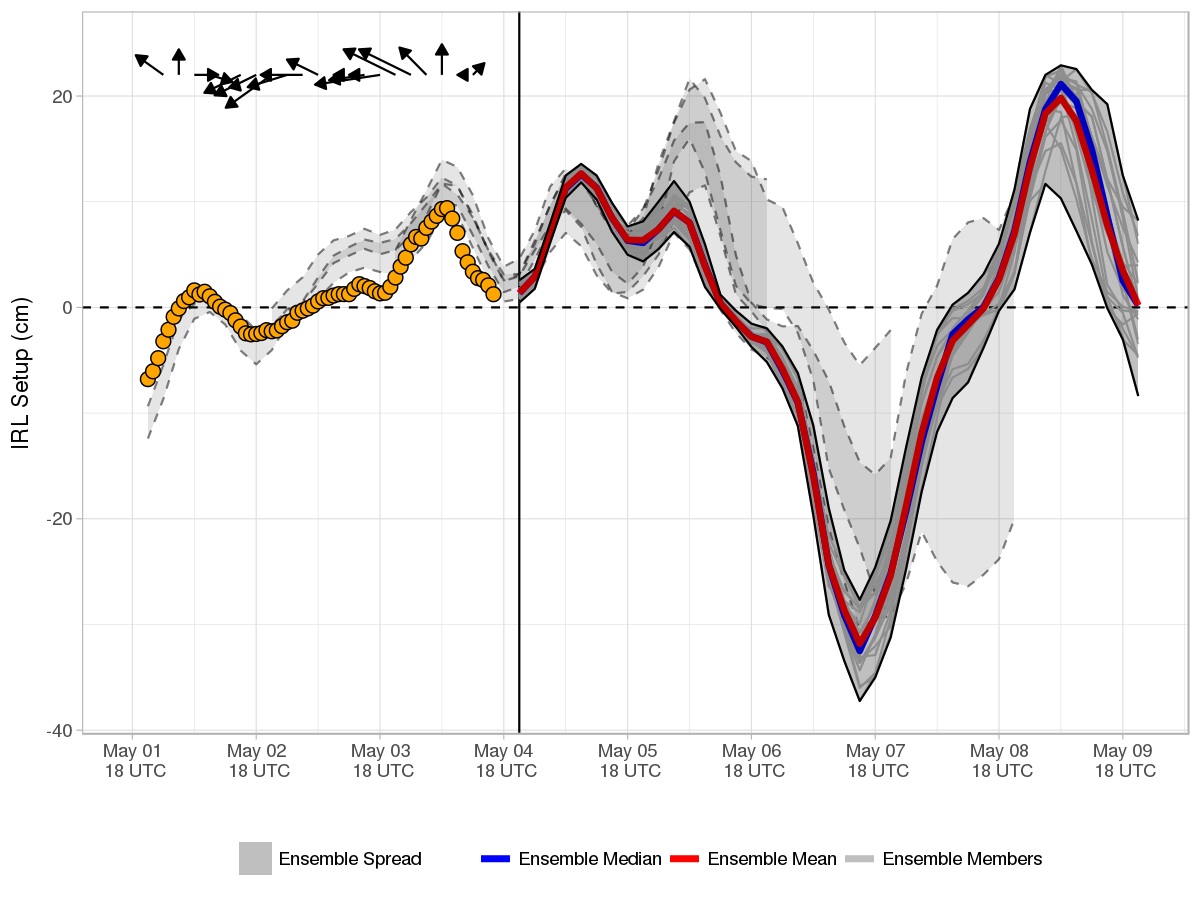 IRL Setup (cm)
20
0
-20
-40
May 01 May 02 May 03 May 04 May 05 May 06 May 07 May 08 May 09
18 UTC 18 UTC 18 UTC 18 UTC 18 UTC 18 UTC 18 UTC 18 UTC 18 UTC
Ensemble Spread Ensemble Median Ensemble Mean Ensemble Members